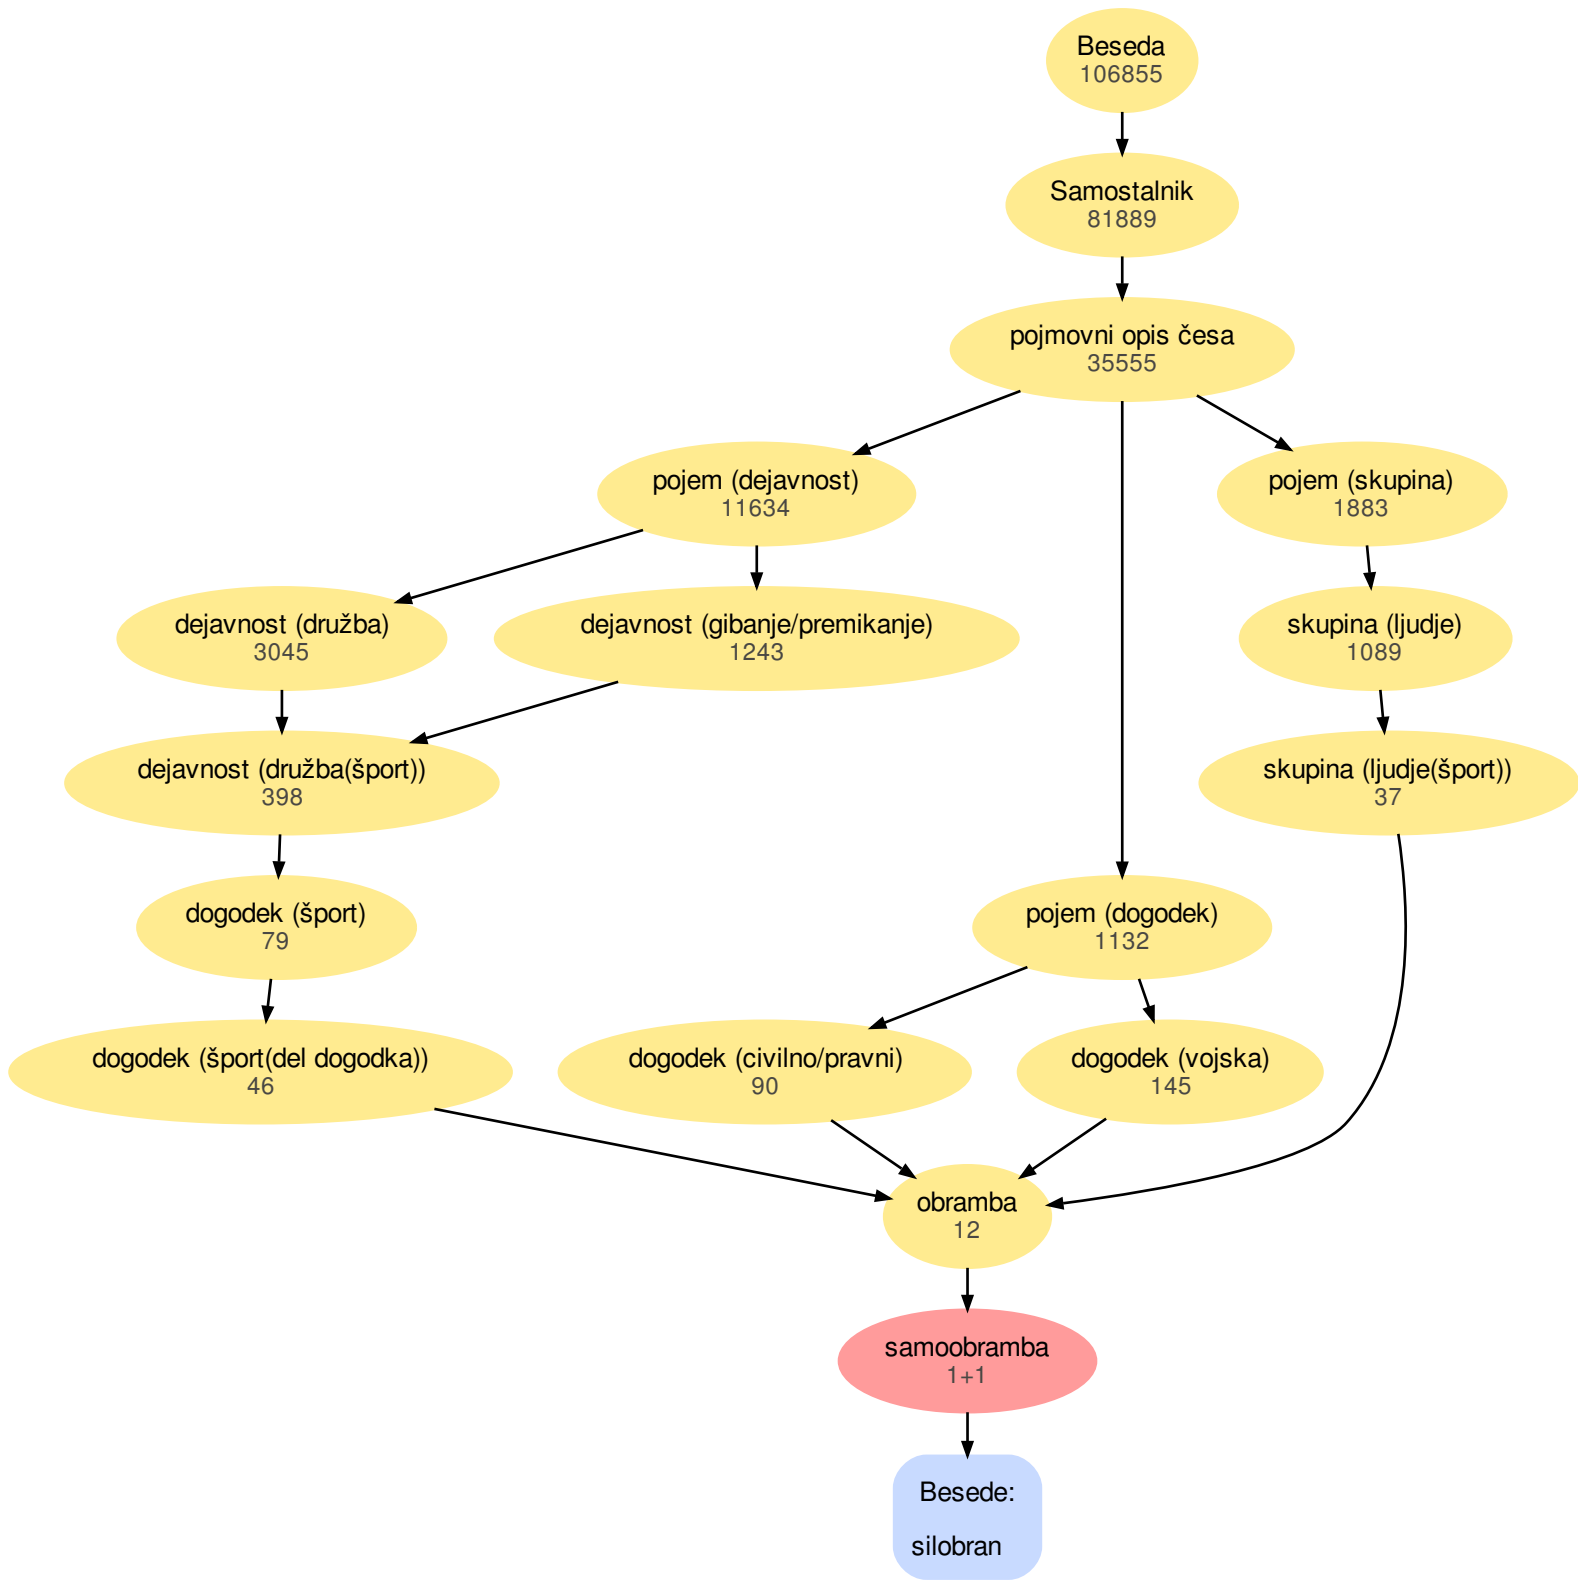 Beseda
106855
Samostalnik
81889
pojmovni opis česa
35555
pojem (dejavnost)
11634
pojem (skupina)
1883
dejavnost (družba)
3045
dejavnost (gibanje/premikanje)
1243
skupina (ljudje)
1089
dejavnost (družba(šport))
398
skupina (ljudje(šport))
37
dogodek (šport)
79
pojem (dogodek)
1132
dogodek (šport(del dogodka))
46
dogodek (civilno/pravni)
90
dogodek (vojska)
145
obramba
12
samoobramba
1+1
Besede:
silobran